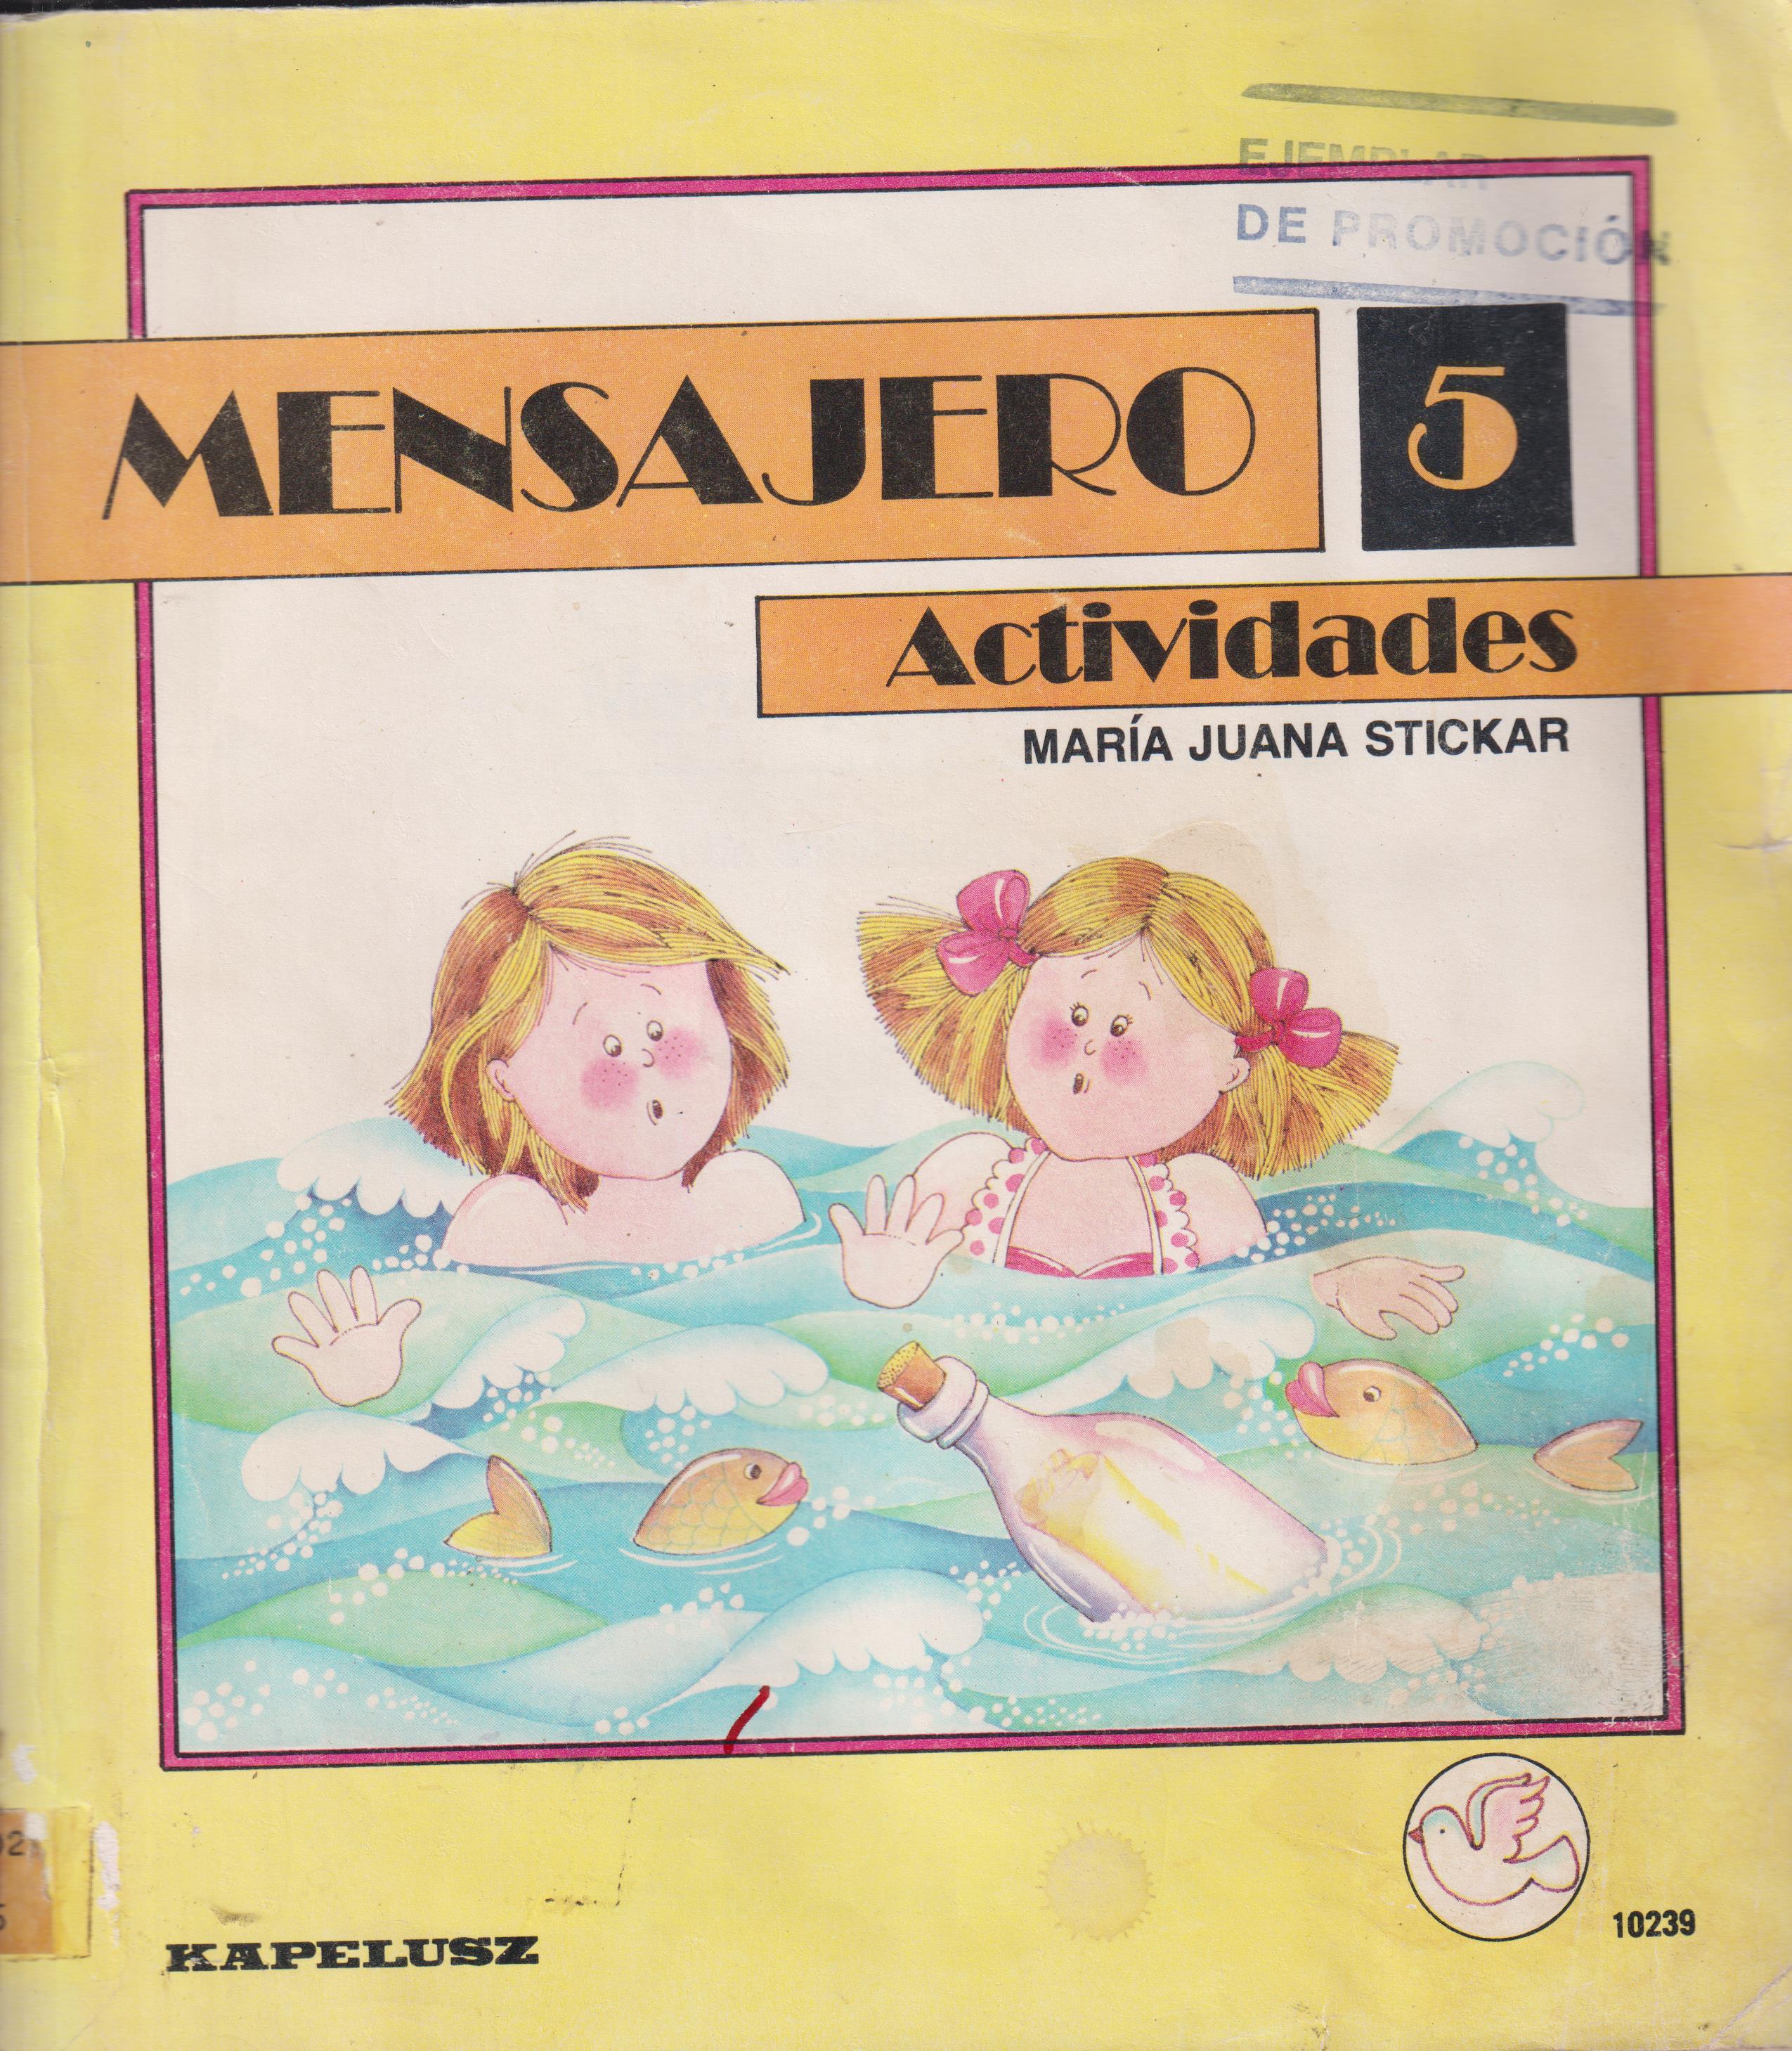 EJEMPLAR
DE PROMOCIÓN
MENSAJERO 5
Actividades
MARÍA JUANA STICKAR
KAPELUSZ
10239